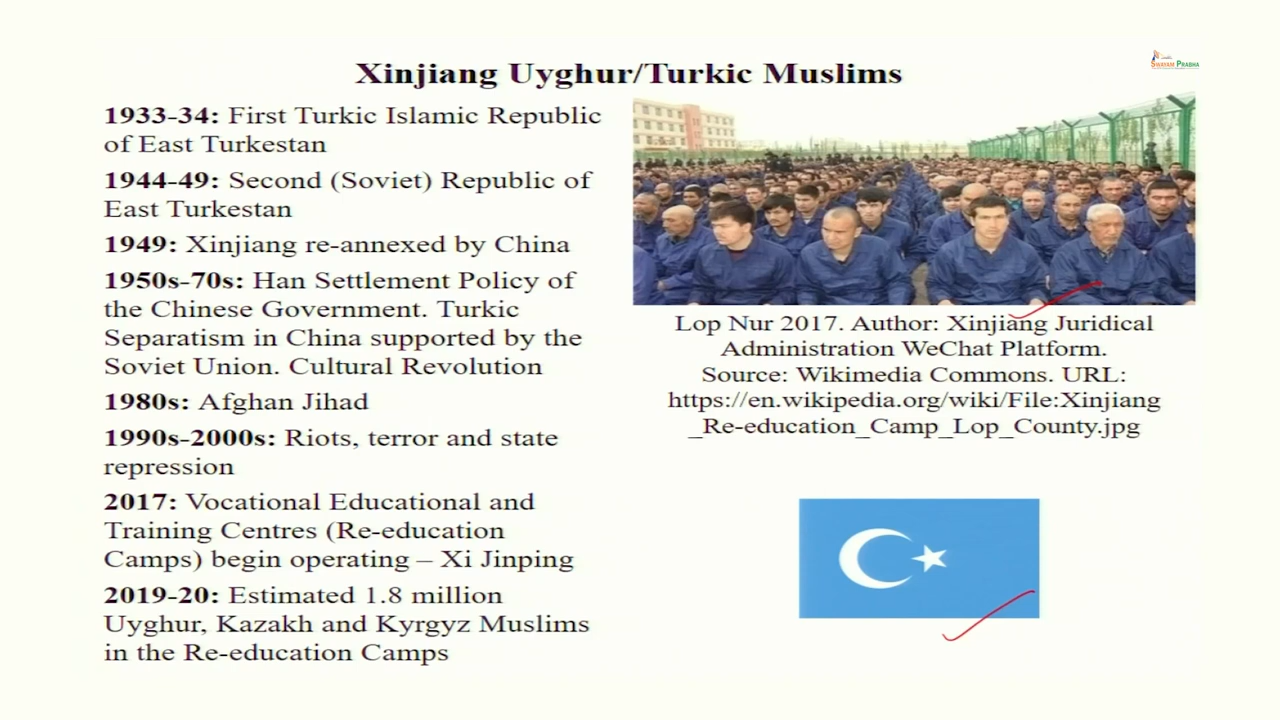 Xinjiang Uyghur/Turkic Muslims
1933-34: First Turkic Islamic Republic
of East Turkestan
1944-49: Second (Soviet) Republic of
East Turkestan
1949: Xinjiang re-annexed by China
1950s-70s: Han Settlement Policy of
the Chinese Government. Turkic
Separatism in China supported by the
Soviet Union. Cultural Revolution
1980s: Afghan Jihad
1990s-2000s: Riots, terror and state
repression
2017: Vocational Educational and
Training Centres (Re-education
Camps) begin operating – Xi Jinping
2019-20: Estimated 1.8 million
Uyghur, Kazakh and Kyrgyz Muslims
in the Re-education Camps
SWAYAM PRABHA
Lop Nur 2017. Author: Xinjiang Juridical
Administration WeChat Platform.
Source: Wikimedia Commons. URL:
https://en.wikipedia.org/wiki/File:Xinjiang
_Re-education_Camp_Lop_County.jpg